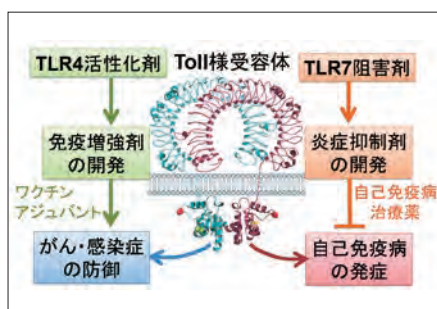 TLR4活性化剤
Toll様受容体
TLR7阻害剤
免疫増強剤
の開発
炎症抑制剤
の開発
ワクチン
アジュバント
自己免疫病
治療薬
がん・感染症
の防御
自己免疫病
の発症